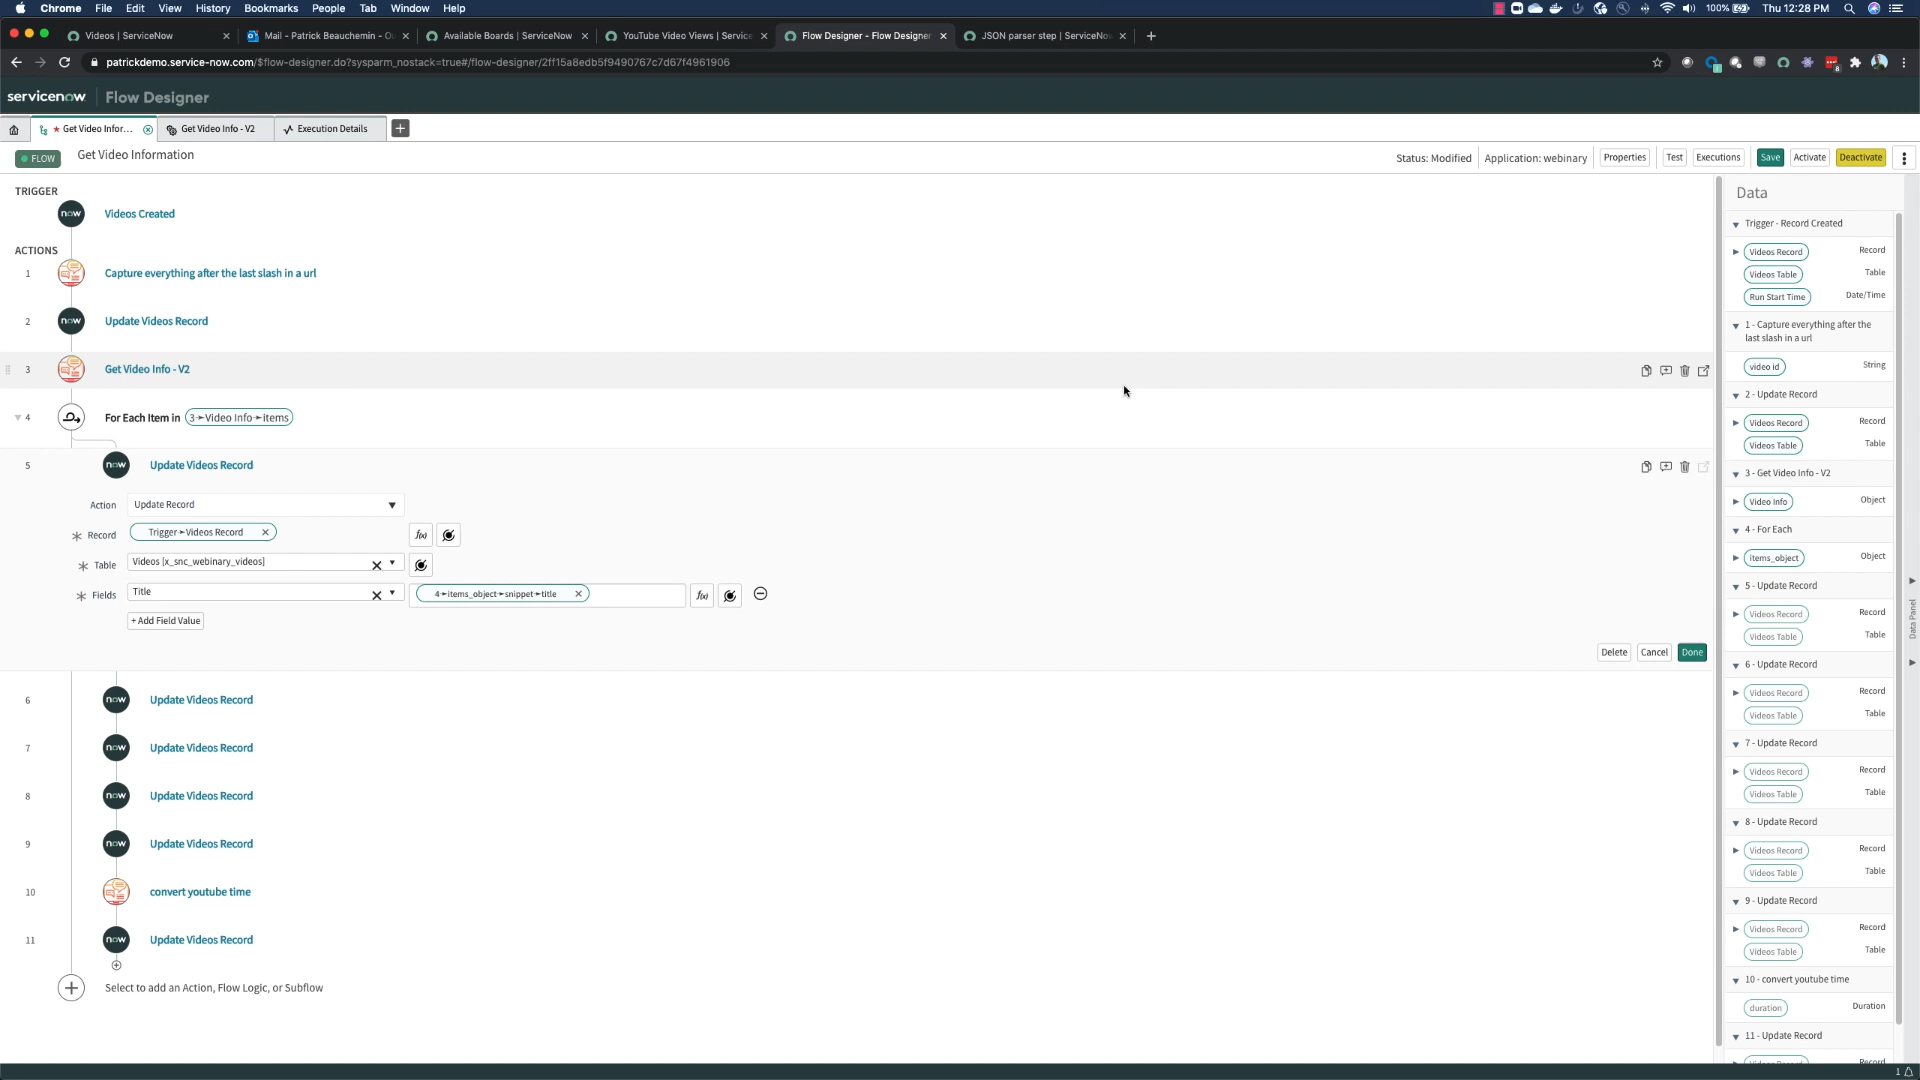 Chrome File Edit View History Bookmarks People Tab Window Help 100% Thu 12:28 PM
Videos | ServiceNow
Mail - Patrick Beauchemin - O
Available Boards | ServiceNow
YouTube Video Views | Service
Flow Designer - Flow Designer
JSON parser step | ServiceNo
patrickdemo.service-now.com/$flow-designer.do?sysparm_nostack=true#/flow-designer/2ff15a8edb5f9490767c7d67f4961906
servicenow Flow Designer
* Get Video Infor... Get Video Info - V2 Execution Details
FLOW Get Video Information Status: Modified Application: webinary Properties Test Executions Save Activate Deactivate
TRIGGER
now Videos Created
ACTIONS
1 Capture everything after the last slash in a url
2 now Update Videos Record
3 Get Video Info - V2
4 For Each Item in 3➛Video Info➛items
5 now Update Videos Record
Action Update Record
Record Trigger➛Videos Record
Table Videos [x_snc_webinary_videos]
Fields Title 4➛items_object➛snippet➛title f(x)
+ Add Field Value
Delete Cancel Done
6 now Update Videos Record
7 now Update Videos Record
8 now Update Videos Record
9 now Update Videos Record
10 convert youtube time
11 now Update Videos Record
Select to add an Action, Flow Logic, or Subflow
Data
Trigger - Record Created
Videos Record Record
Videos Table Table
Run Start Time Date/Time
1 - Capture everything after the
last slash in a url
video id String
2 - Update Record
Videos Record Record
Videos Table Table
3 - Get Video Info - V2
Video Info Object
4 - For Each
items_object Object
5 - Update Record
Videos Record Record
Videos Table Table
6 - Update Record
Videos Record Record
Videos Table Table
7 - Update Record
Videos Record Record
Videos Table Table
8 - Update Record
Videos Record Record
Videos Table Table
9 - Update Record
Videos Record Record
Videos Table Table
10 - convert youtube time
duration Duration
11 - Update Record
Data Panel
1